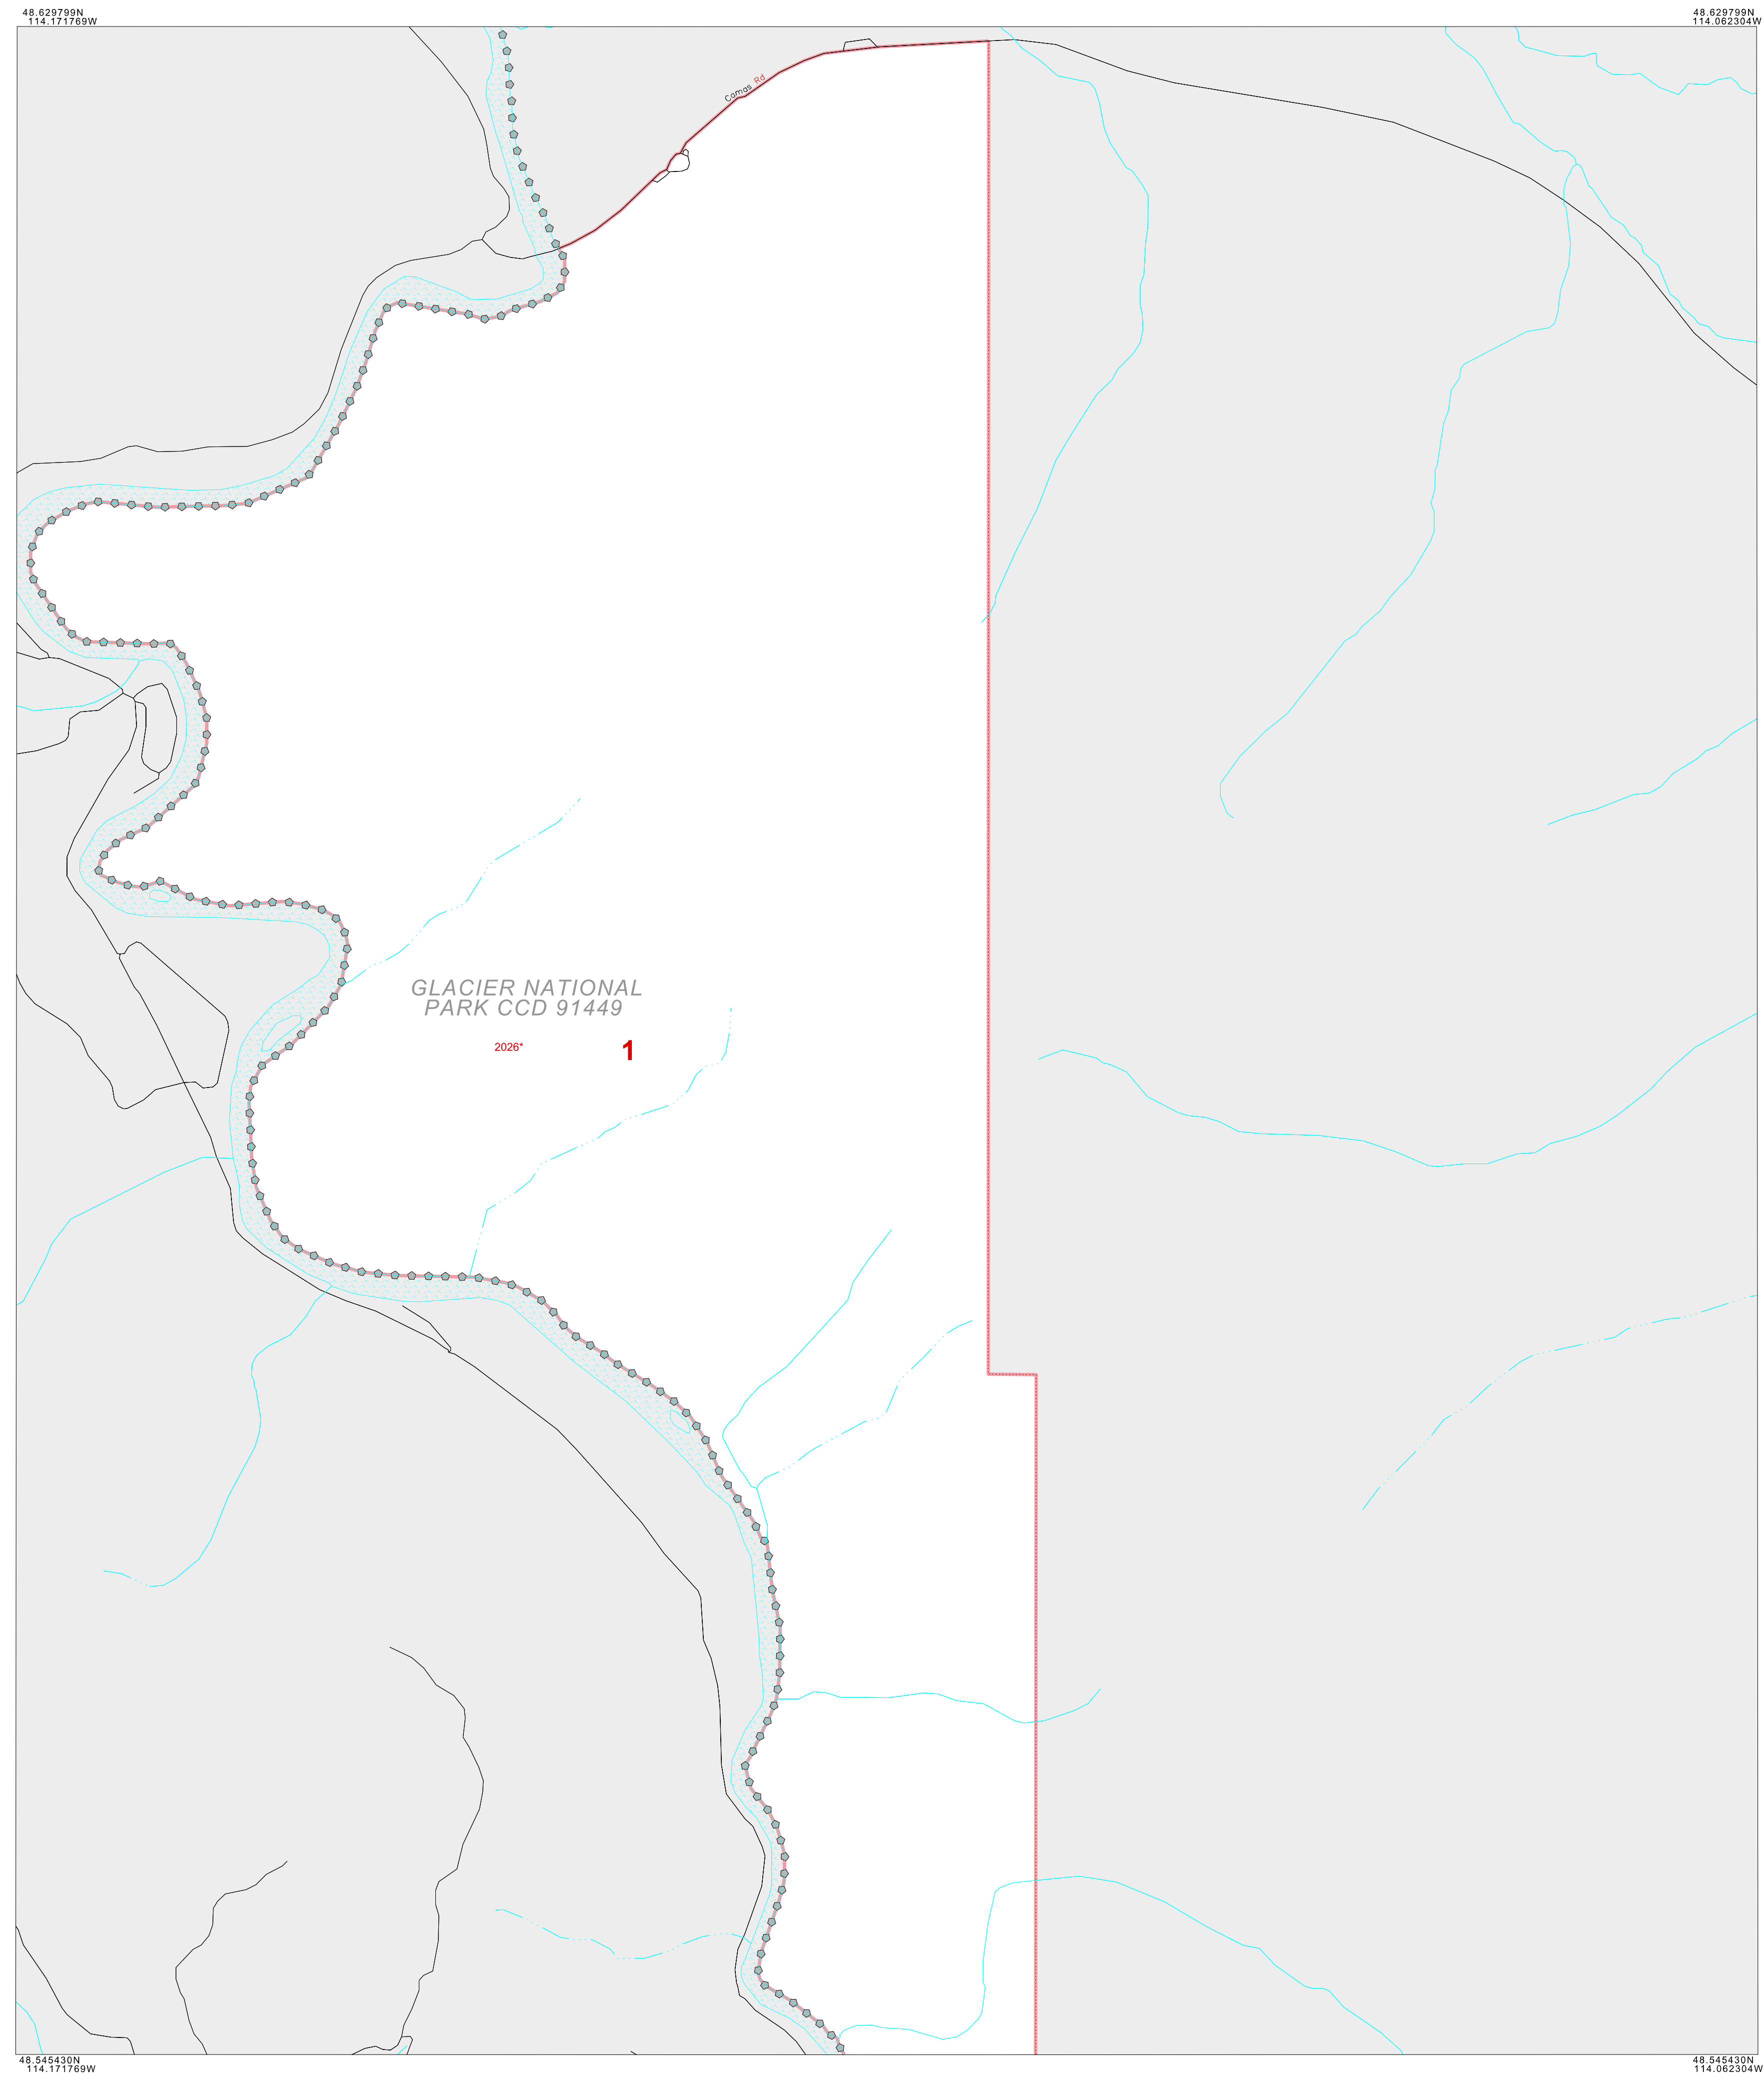 48.629799N
114.171769W
48.629799N
114.062304W
Camas Rd
GLACIER NATIONAL
PARK CCD 91449
2026*
1
48.545430N
114.171769W
48.545430N
114.062304W